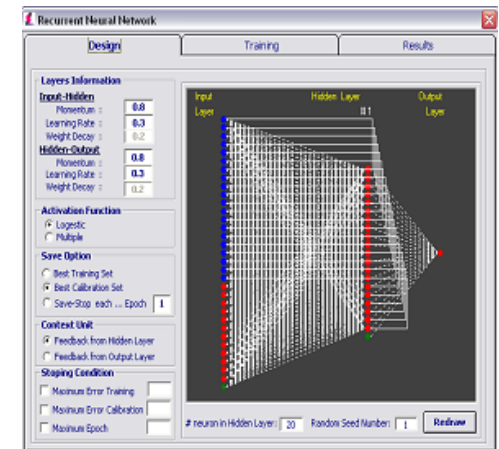 Recurrent Neural Network
Design
Training
Results
Layers Information
Input-Hidden
Momentum : 0.8
Learning Rate : 0.3
Weight Decay : 0.2
Hidden-Output
Momentum : 0.8
Learning Rate : 0.3
Weight Decay : 0.2
Activation Function
Logestic
Multiple
Save Option
Best Training Set
Best Calibration Set
Save-Stop each ... Epoch 1
Context Unit
Feedback from Hidden Layer
Feedback from Output Layer
Stoping Condition
Maximum Error Training
Maximum Error Calibration
Maximum Epoch
Input Layer
Hidden Layer
# 1
Output Layer
# neuron in Hidden Layer: 20 Random Seed Number: 1 Redraw